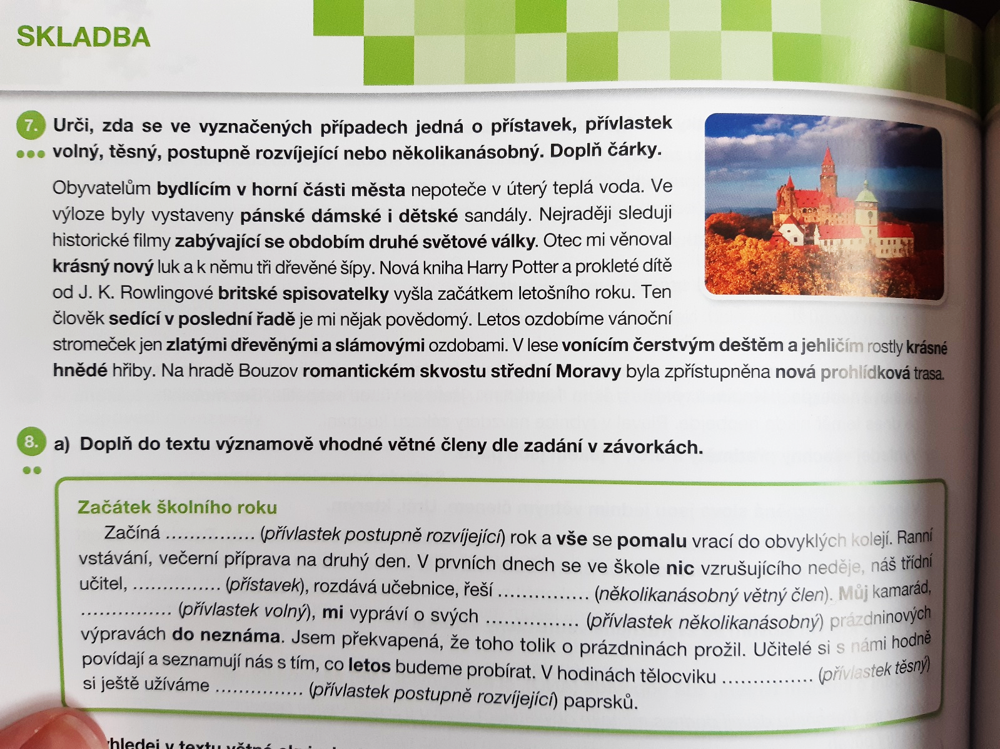 SKLADBA
7. Urči, zda se ve vyznačených případech jedná o přístavek, přívlastek
volný, těsný, postupně rozvíjející nebo několikanásobný. Doplň čárky.
Obyvatelům bydlícím v horní části města nepoteče v úterý teplá voda. Ve
výloze byly vystaveny pánské dámské i dětské sandály. Nejraději sleduji
historické filmy zabývající se obdobím druhé světové války. Otec mi věnoval
krásný nový luk a k němu tři dřevěné šípy. Nová kniha Harry Potter a prokleté dítě
od J. K. Rowlingové britské spisovatelky vyšla začátkem letošního roku. Ten
člověk sedící v poslední řadě je mi nějak povědomý. Letos ozdobíme vánoční
stromeček jen zlatými dřevěnými a slámovými ozdobami. V lese vonícím čerstvým deštěm a jehličím rostly krásné
hnědé hřiby. Na hradě Bouzov romantickém skvostu střední Moravy byla zpřístupněna nová prohlídková trasa.
8. a) Doplň do textu významově vhodné větné členy dle zadání v závorkách.
Začátek školního roku
Začíná ............... (přívlastek postupně rozvíjející) rok a vše se pomalu vrací do obvyklých kolejí. Ranní
vstávání, večerní příprava na druhý den. V prvních dnech se ve škole nic vzrušujícího neděje, náš třídní
učitel, ............... (přístavek), rozdává učebnice, řeší ............... (několikanásobný větný člen). Můj kamarád,
............... (přívlastek volný), mi vypráví o svých ............... (přívlastek několikanásobný) prázdninových
výpravách do neznáma. Jsem překvapená, že toho tolik o prázdninách prožil. Učitelé si s námi hodně
povídají a seznamují nás s tím, co letos budeme probírat. V hodinách tělocviku ............... (přívlastek těsný)
si ještě užíváme ............... (přívlastek postupně rozvíjející) paprsků.